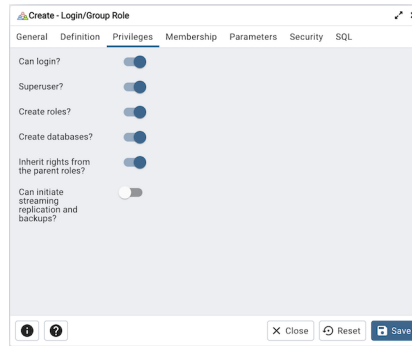 Create - Login/Group Role
General Definition Privileges Membership Parameters Security SQL
Can login?
Superuser?
Create roles?
Create databases?
Inherit rights from
the parent roles?
Can initiate
streaming
replication and
backups?
Close Reset Save